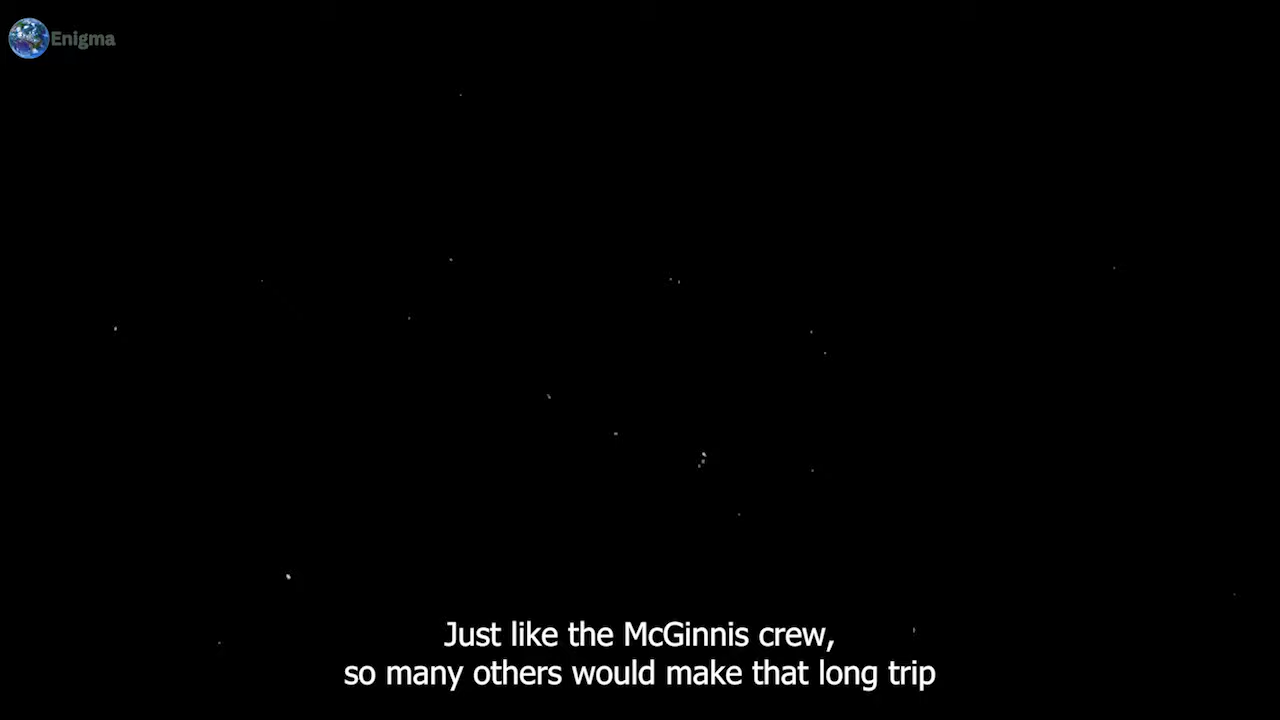 Enigma
Just like the McGinnis crew,
so many others would make that long trip